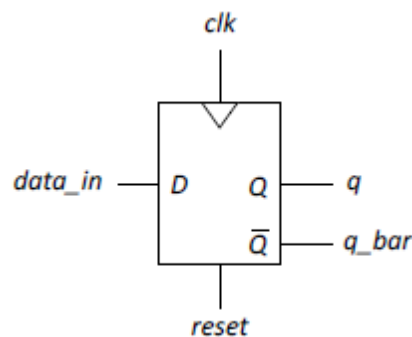 clk
data_in D Q q
Q̅ q_bar
reset